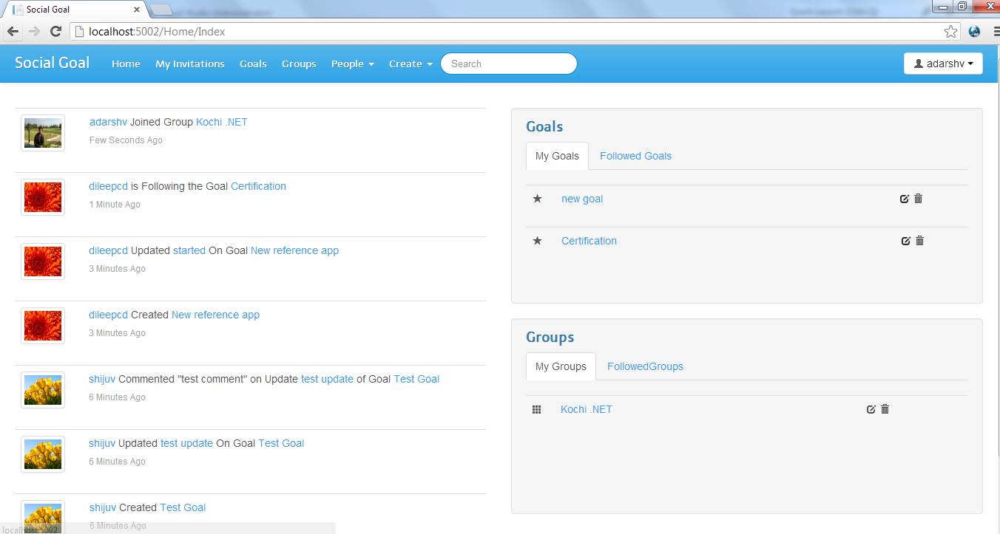 Social Goal
localhost:5002/Home/Index
Social Goal Home My Invitations Goals Groups People Create Search adarshv
adarshv Joined Group Kochi .NET
Few Seconds Ago
dileepcd is Following the Goal Certification
1 Minute Ago
dileepcd Updated started On Goal New reference app
3 Minutes Ago
dileepcd Created New reference app
3 Minutes Ago
shijuv Commented "test comment" on Update test update of Goal Test Goal
6 Minutes Ago
shijuv Updated test update On Goal Test Goal
6 Minutes Ago
shijuv Created Test Goal
6 Minutes Ago
localhost:5002
Goals
My Goals Followed Goals
new goal
Certification
Groups
My Groups FollowedGroups
Kochi .NET